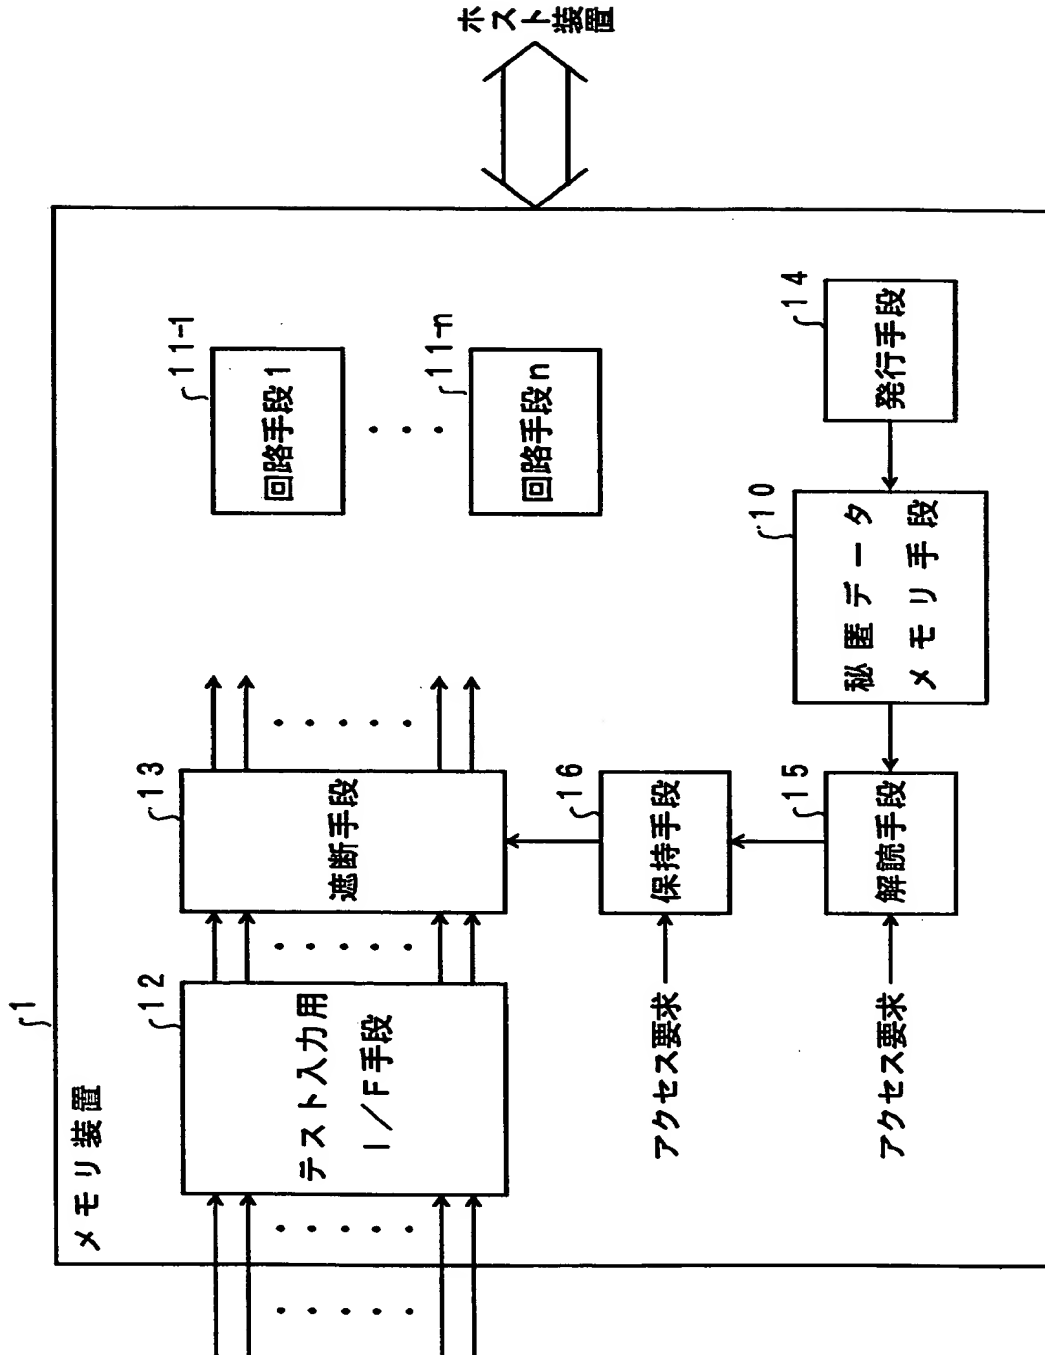 メモリ装置
1
テスト入力用
I/F手段
12
遮断手段
13
回路手段1
11-1
回路手段n
11-n
アクセス要求
保持手段
16
アクセス要求
解読手段
15
秘匿データ
メモリ手段
10
発行手段
14
ホスト装置